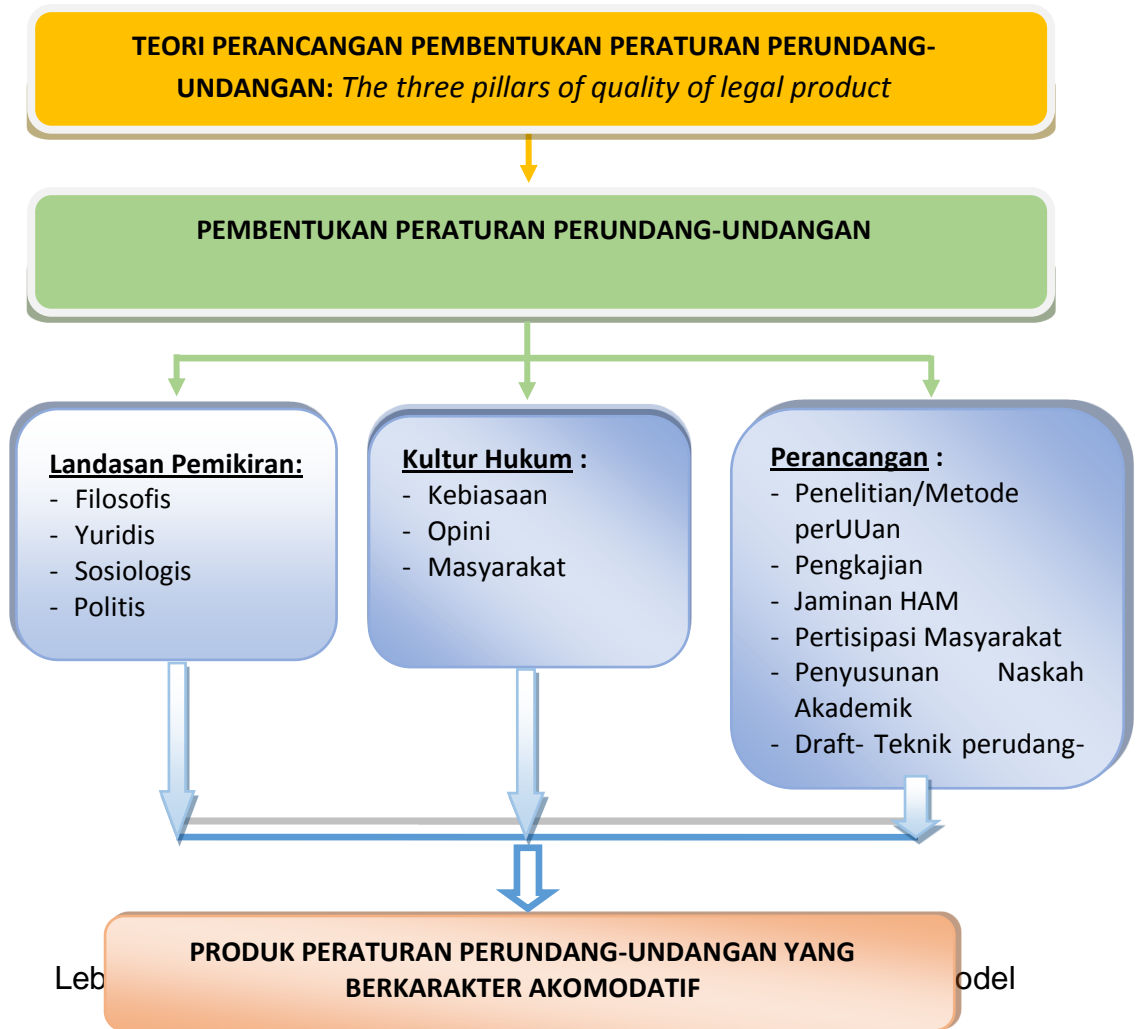 TEORI PERANCANGAN PEMBENTUKAN PERATURAN PERUNDANG-
UNDANGAN: The three pillars of quality of legal product
PEMBENTUKAN PERATURAN PERUNDANG-UNDANGAN
Landasan Pemikiran:
- Filosofis
- Yuridis
- Sosiologis
- Politis
Kultur Hukum :
- Kebiasaan
- Opini
- Masyarakat
Perancangan :
- Penelitian/Metode
perUUan
- Pengkajian
- Jaminan HAM
- Pertisipasi Masyarakat
- Penyusunan Naskah
Akademik
- Draft- Teknik perudang-
PRODUK PERATURAN PERUNDANG-UNDANGAN YANG
BERKARAKTER AKOMODATIF